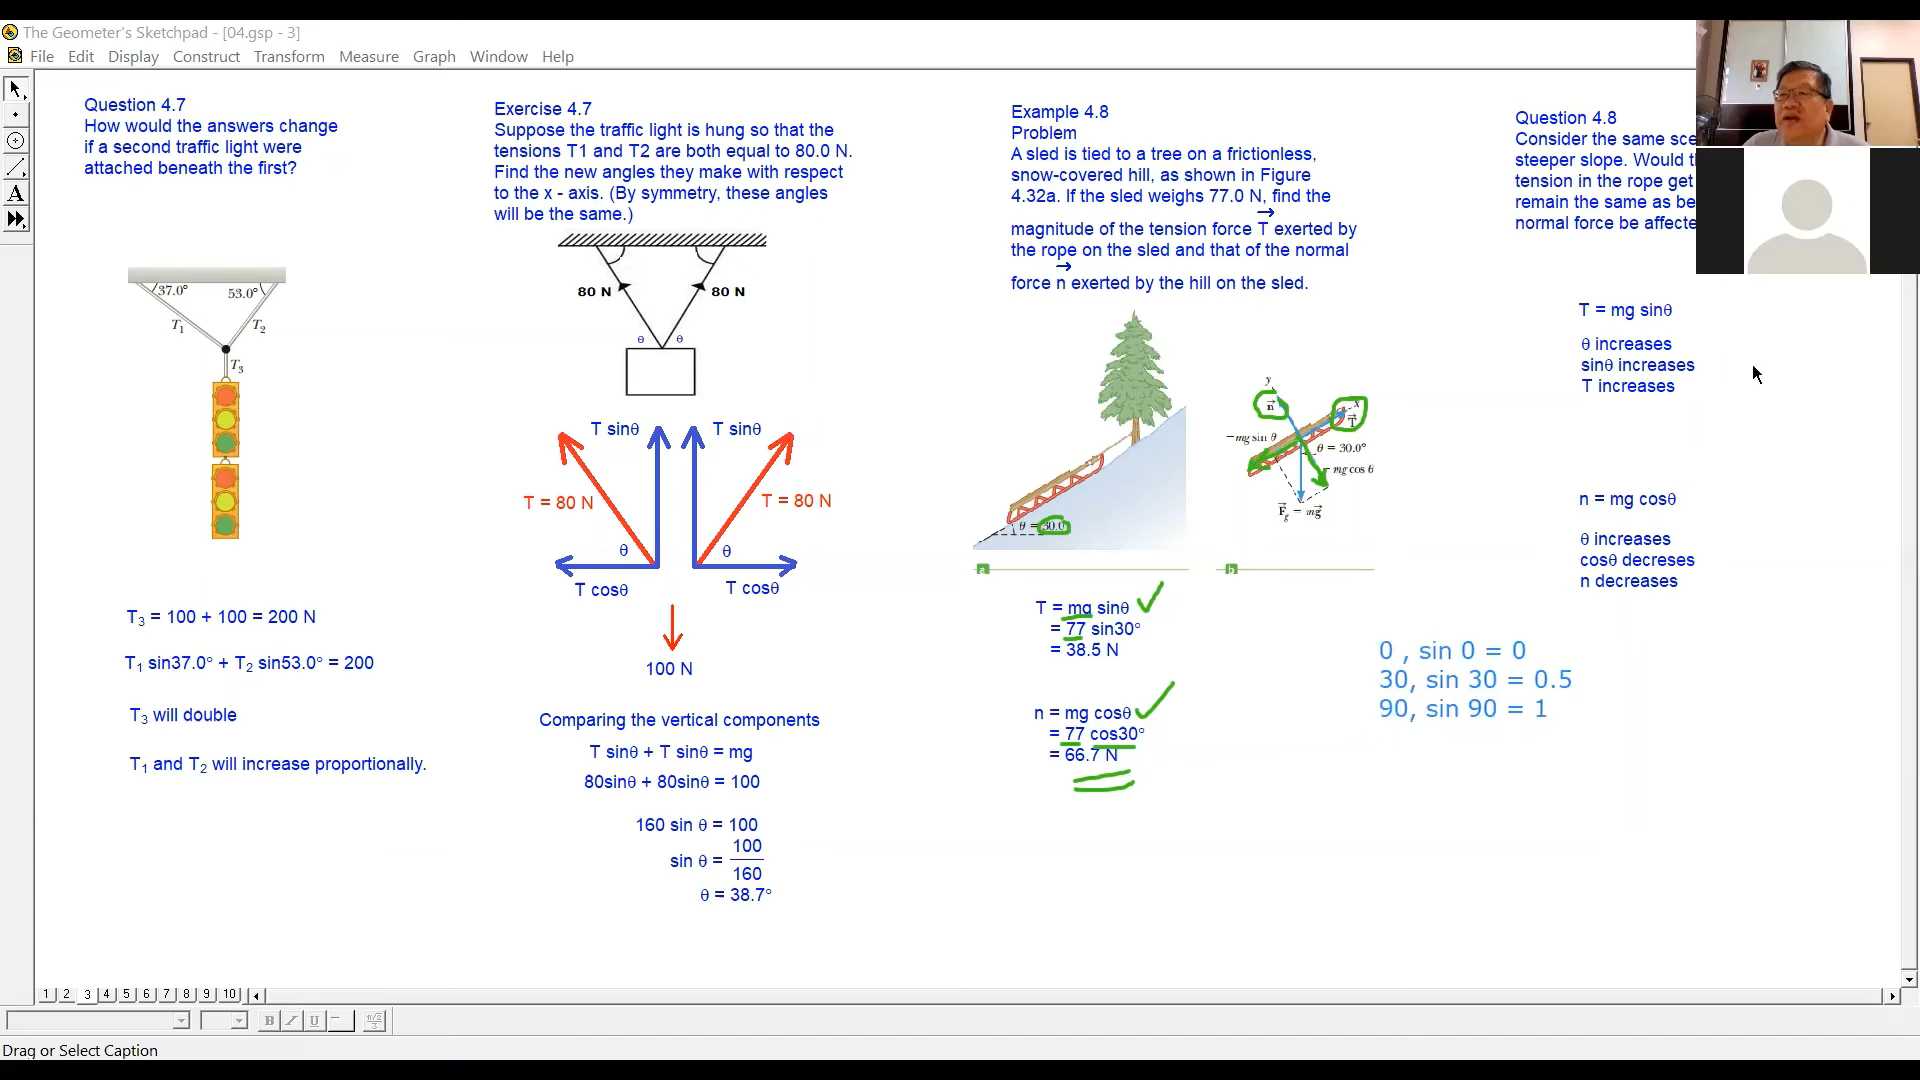 The Geometer's Sketchpad - [04.gsp - 3]
File Edit Display Construct Transform Measure Graph Window Help
Question 4.7
How would the answers change
if a second traffic light were
attached beneath the first?
37.0°
53.0°
T1
T2
T3
T3 = 100 + 100 = 200 N
T1 sin37.0° + T2 sin53.0° = 200
T3 will double
T1 and T2 will increase proportionally.
Exercise 4.7
Suppose the traffic light is hung so that the
tensions T1 and T2 are both equal to 80.0 N.
Find the new angles they make with respect
to the x - axis. (By symmetry, these angles
will be the same.)
80 N
80 N
θ θ
T sinθ T sinθ
T = 80 N T = 80 N
θ θ
T cosθ T cosθ
100 N
Comparing the vertical components
T sinθ + T sinθ = mg
80sinθ + 80sinθ = 100
160 sin θ = 100
sin θ = 100/160
θ = 38.7°
Example 4.8
Problem
A sled is tied to a tree on a frictionless,
snow-covered hill, as shown in Figure
4.32a. If the sled weighs 77.0 N, find the
magnitude of the tension force T exerted by
the rope on the sled and that of the normal
force n exerted by the hill on the sled.
θ = 30.0
a
y
n
x
T
−mg sin θ
θ = 30.0°
−mg cos θ
Fg = mg
b
T = mg sinθ
= 77 sin30°
= 38.5 N
n = mg cosθ
= 77 cos30°
= 66.7 N
Question 4.8
Consider the same sce
steeper slope. Would t
tension in the rope get
remain the same as be
normal force be affecte
T = mg sinθ
θ increases
sinθ increases
T increases
n = mg cosθ
θ increases
cosθ decreses
n decreases
0 , sin 0 = 0
30, sin 30 = 0.5
90, sin 90 = 1
1 2 3 4 5 6 7 8 9 10
B I U
Drag or Select Caption